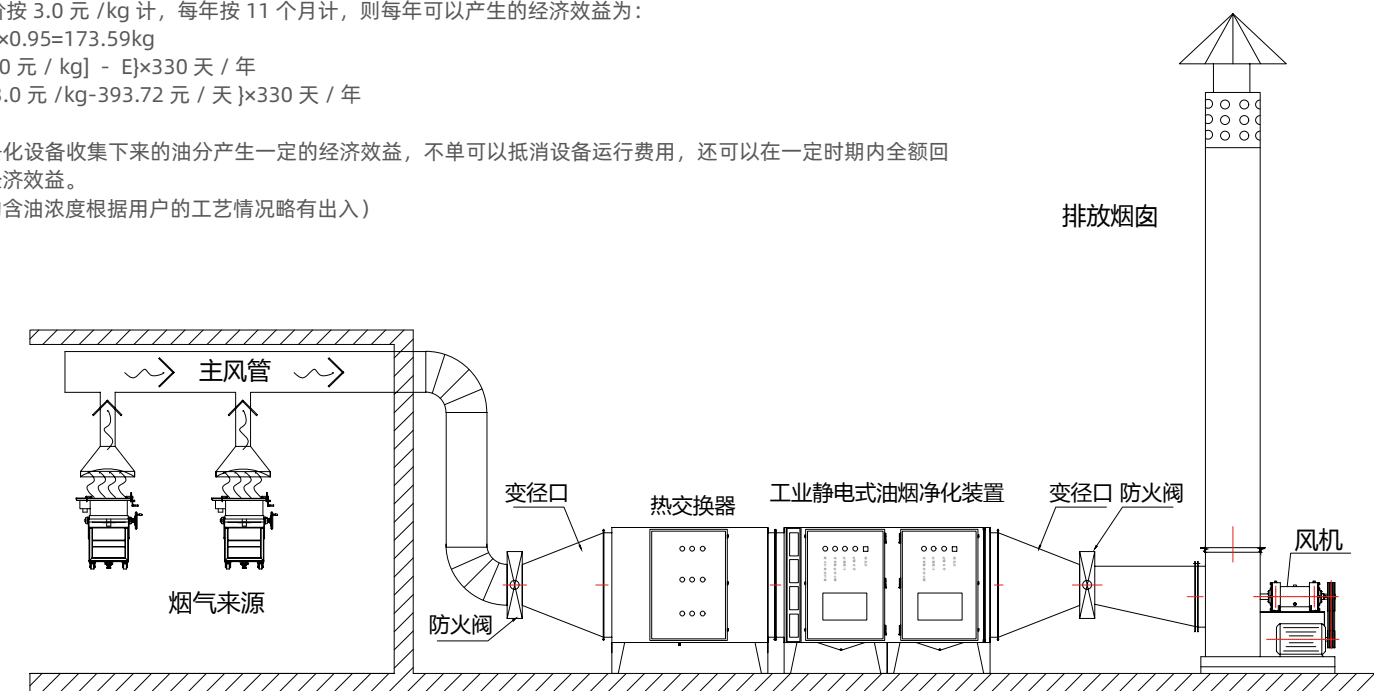 价按 3.0 元 /kg 计，每年按 11 个月计，则每年可以产生的经济效益为：
×0.95=173.59kg
0 元 / kg] - E}×330 天 / 年
3.0 元 /kg-393.72 元 / 天 }×330 天 / 年
化设备收集下来的油分产生一定的经济效益，不单可以抵消设备运行费用，还可以在一定时期内全额回
经济效益。
含油浓度根据用户的工艺情况略有出入）
排放烟囱
主风管
变径口
热交换器
工业静电式油烟净化装置
变径口
防火阀
风机
烟气来源
防火阀